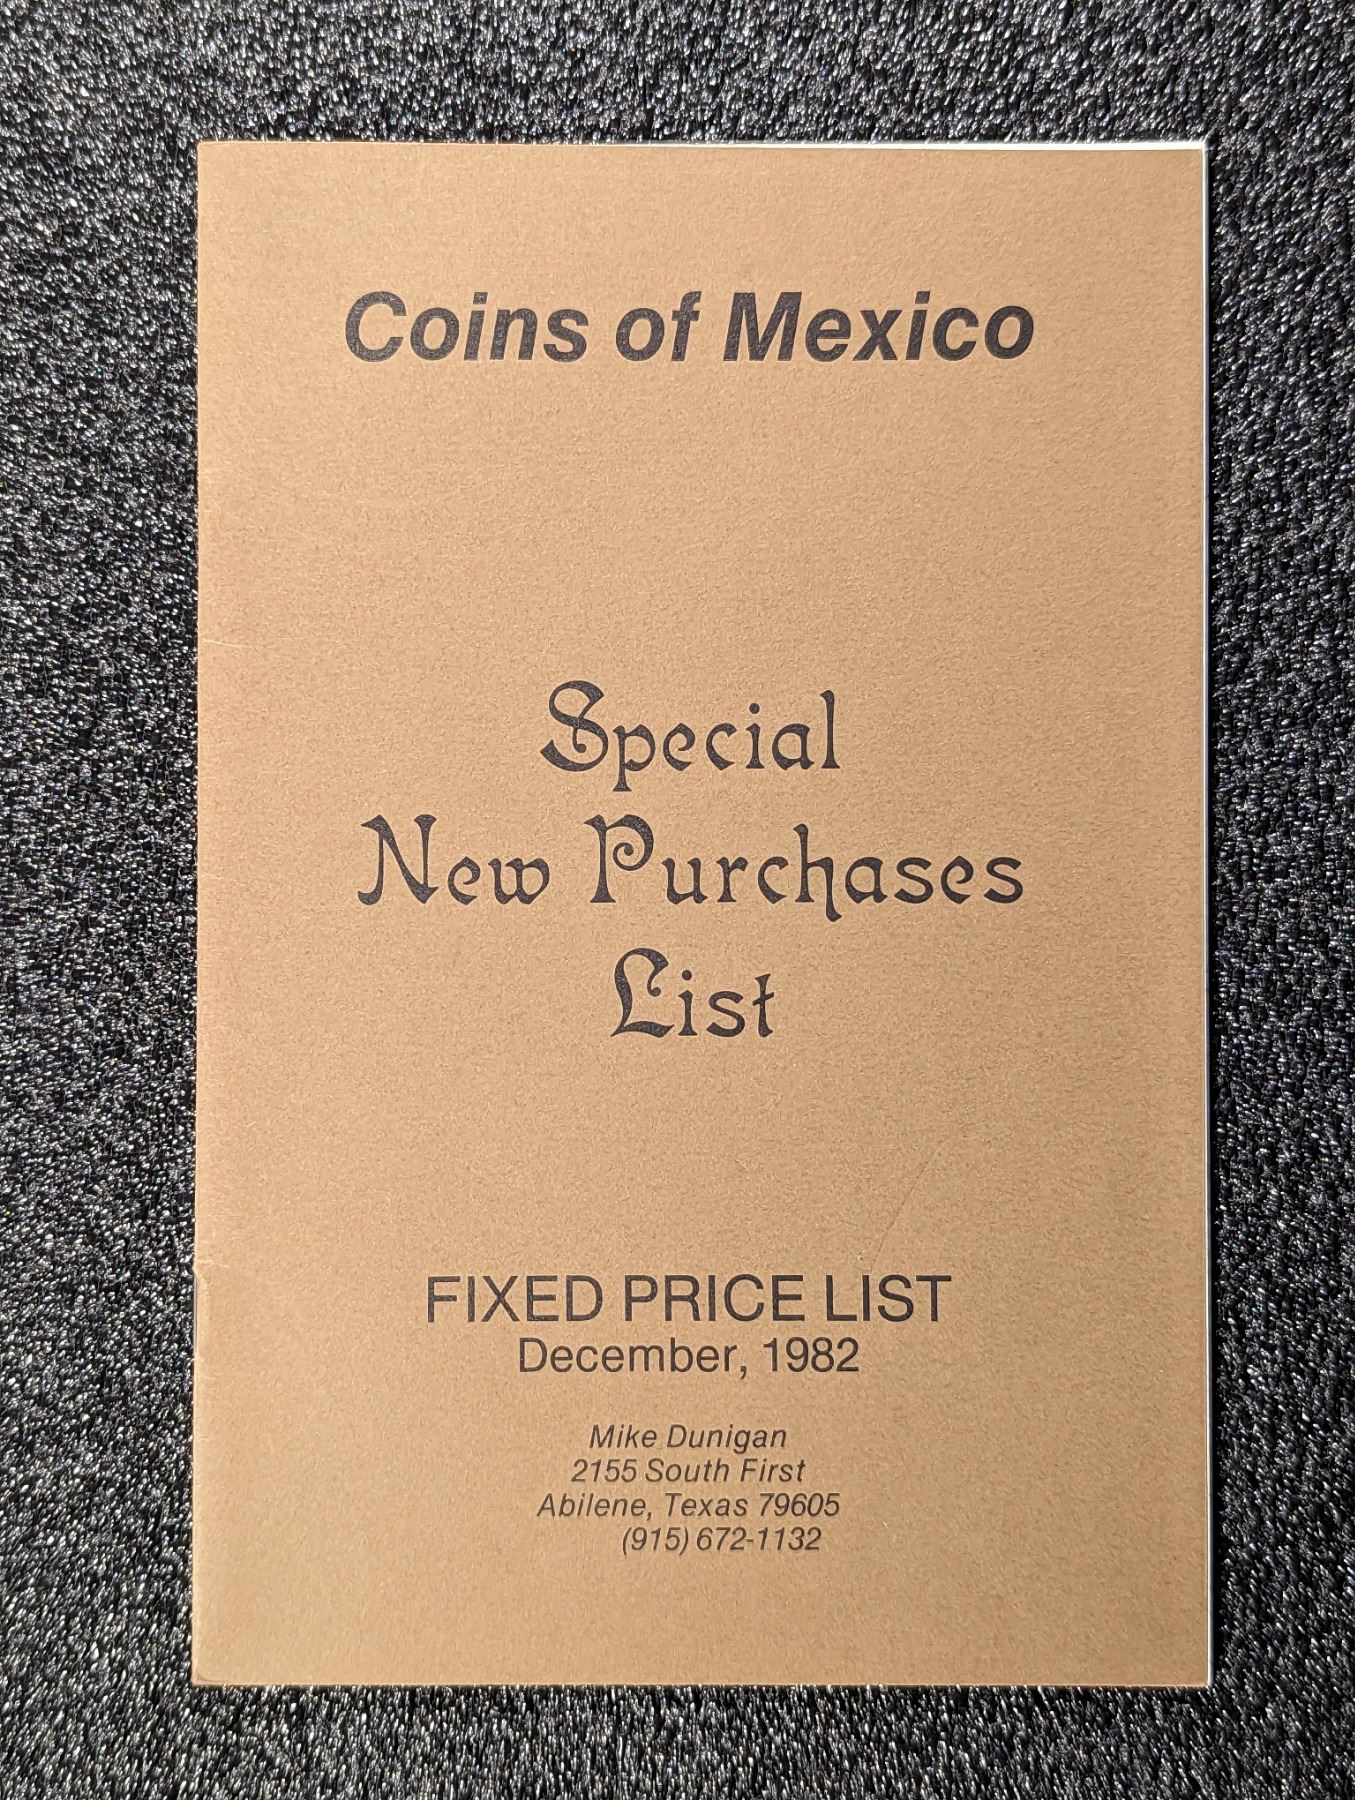 Coins of Mexico
Special
New Purchases
List
FIXED PRICE LIST
December, 1982
Mike Dunigan
2155 South First
Abilene, Texas 79605
(915) 672-1132